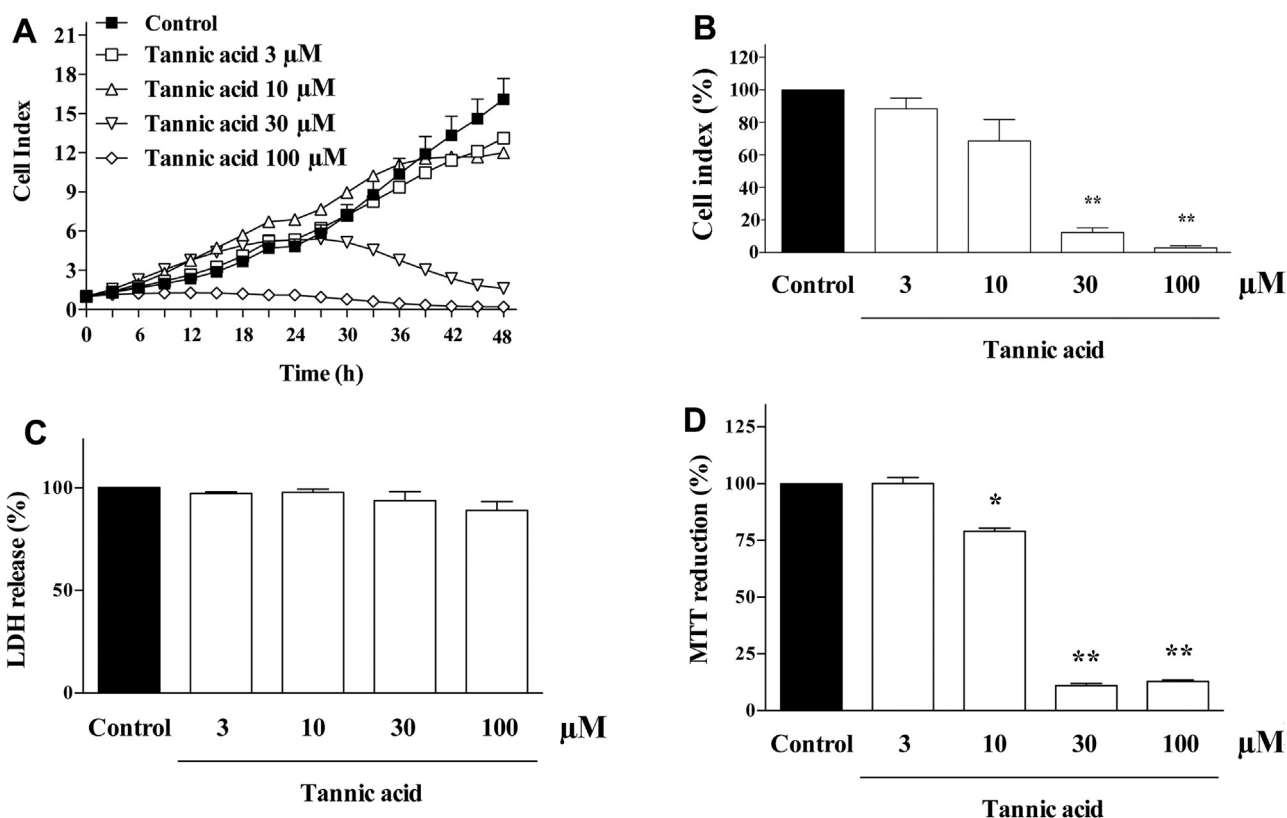 A
Control
Tannic acid 3 μM
Tannic acid 10 μM
Tannic acid 30 μM
Tannic acid 100 μM
Cell Index
21
18
15
12
9
6
3
0
0 6 12 18 24 30 36 42 48
Time (h)
B
Cell index (%)
120
100
80
60
40
20
0
** **
Control 3 10 30 100 μM
Tannic acid
C
LDH release (%)
100
50
0
Control 3 10 30 100 μM
Tannic acid
D
MTT reduction (%)
125
100
75
50
25
0
* ** **
Control 3 10 30 100 μM
Tannic acid